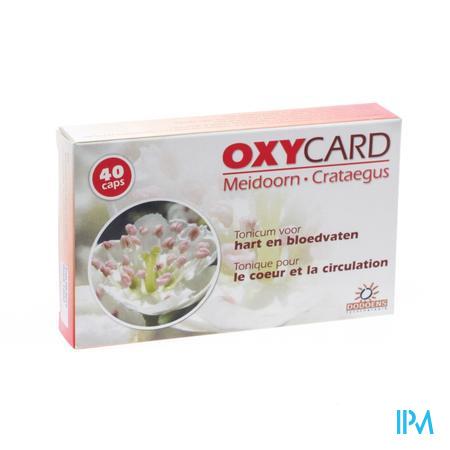 OXYCARD
Meidoorn • Crataegus
40
caps
Tonicum voor
hart en bloedvaten
Tonique pour
le coeur et la circulation
DODOENS
IPM